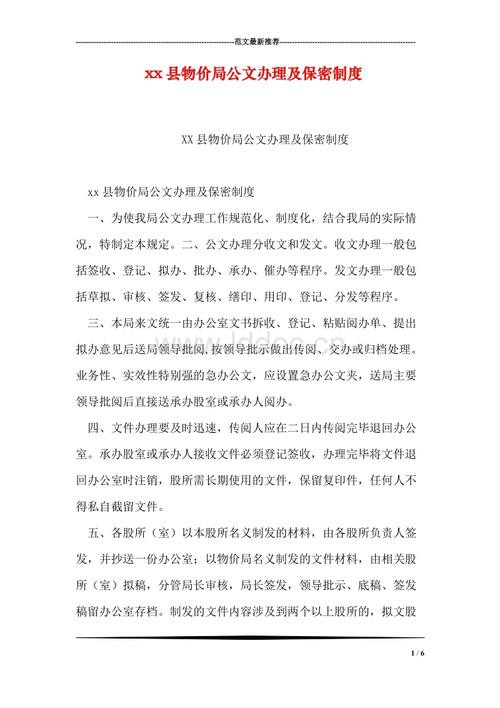 ------------------------------------------------------------范文最新推荐------------------------------------------------------
xx 县物价局公文办理及保密制度
XX 县物价局公文办理及保密制度
xx 县物价局公文办理及保密制度
一、为使我局公文办理工作规范化、制度化，结合我局的实际情
况，特制定本规定。二、公文办理分收文和发文。收文办理一般包
括签收、登记、拟办、批办、承办、催办等程序。发文办理一般包
括草拟、审核、签发、复核、缮印、用印、登记、分发等程序。
三、本局来文统一由办公室文书拆收、登记、粘贴阅办单、提出
拟办意见后送局领导批阅,按领导批示做出传阅、交办或归档处理。
业务性、实效性特别强的急办公文，应设置急办公文夹，送局主要
领导批阅后直接送承办股室或承办人阅办。
四、文件办理要及时迅速，传阅人应在二日内传阅完毕退回办公
室。承办股室或承办人接收文件必须登记签收，办理完毕将文件退
回办公室时注销，股所需长期使用的文件，保留复印件，任何人不
得私自截留文件。
五、各股所（室）以本股所名义制发的材料，由各股所负责人签
发，并抄送一份办公室；以物价局名义制发的文件材料，由相关股
所（室）拟稿，分管局长审核，局长签发，领导批示、底稿、签发
稿留办公室存档。制发的文件内容涉及到两个以上股所的，拟文股
1 / 6